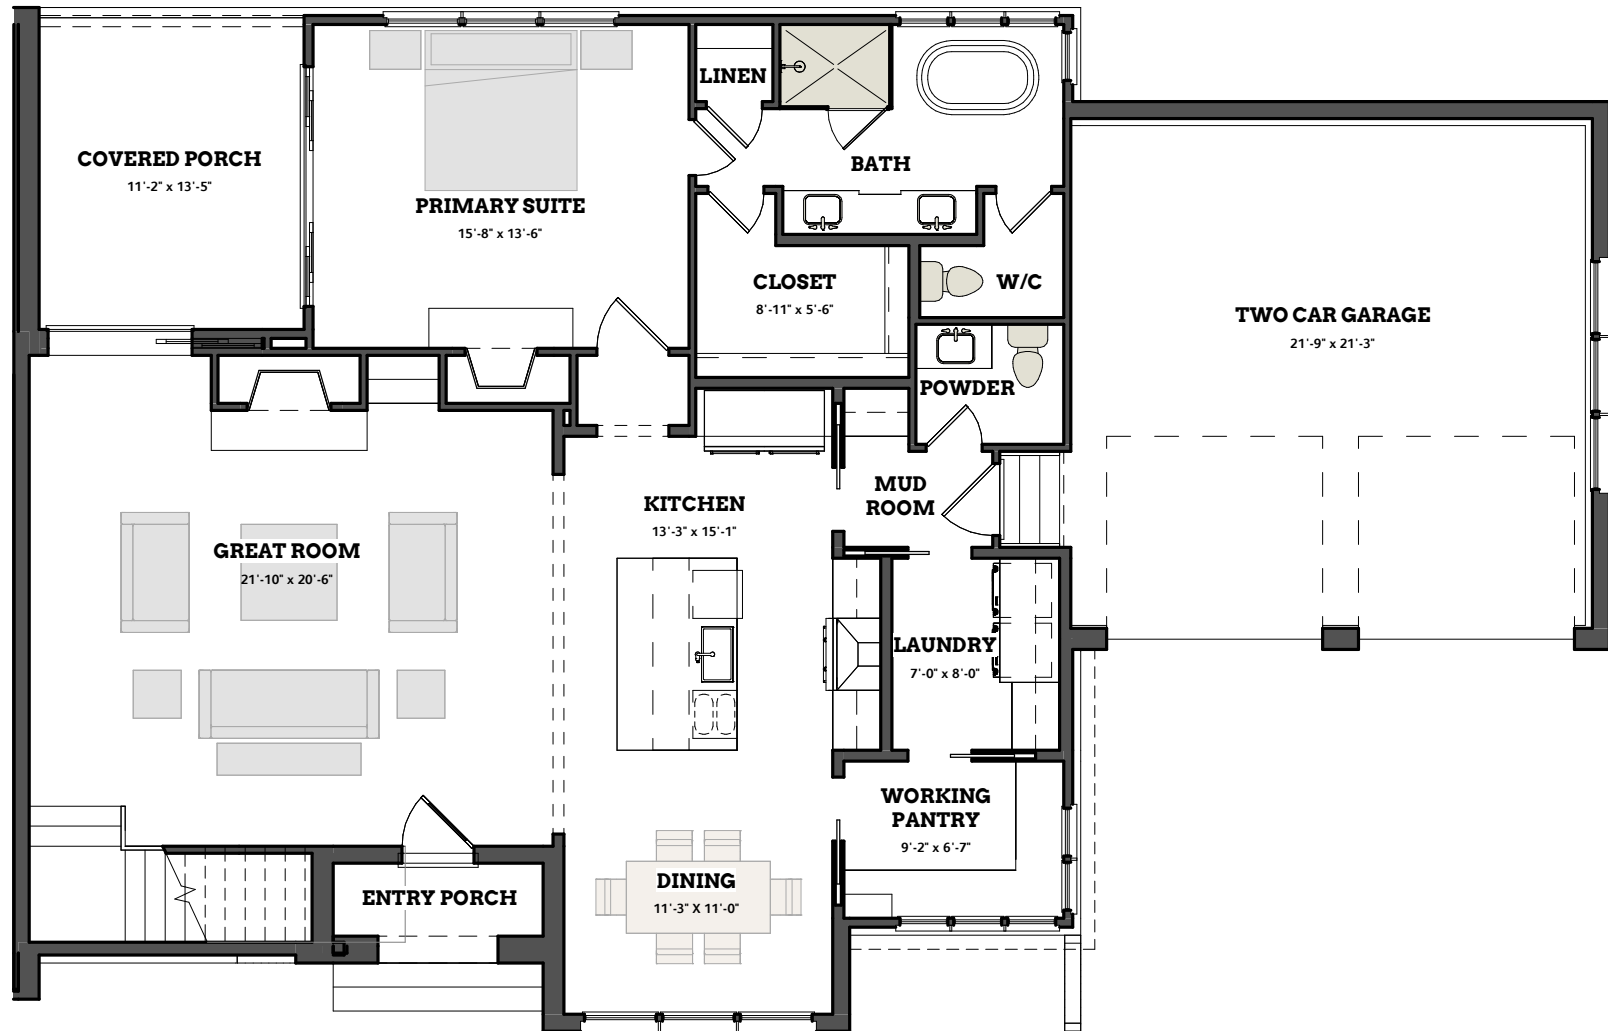 LINEN
COVERED PORCH
11'-2" x 13'-5"
BATH
PRIMARY SUITE
15'-8" x 13'-6"
CLOSET
8'-11" x 5'-6"
W/C
TWO CAR GARAGE
21'-9" x 21'-3"
POWDER
MUD
ROOM
KITCHEN
13'-3" x 15'-1"
GREAT ROOM
21'-10" x 20'-6"
LAUNDRY
7'-0" x 8'-0"
WORKING
PANTRY
9'-2" x 6'-7"
DINING
11'-3" X 11'-0"
ENTRY PORCH